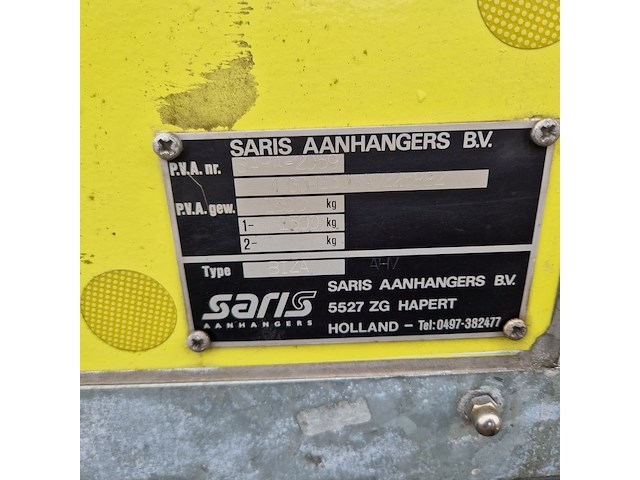 SARIS AANHANGERS B.V.
P.V.A. nr.
P.V.A. gew. kg
1- kg
2- kg
Type
saris
AANHANGERS
SARIS AANHANGERS B.V.
5527 ZG HAPERT
HOLLAND – Tel: 0497-382477